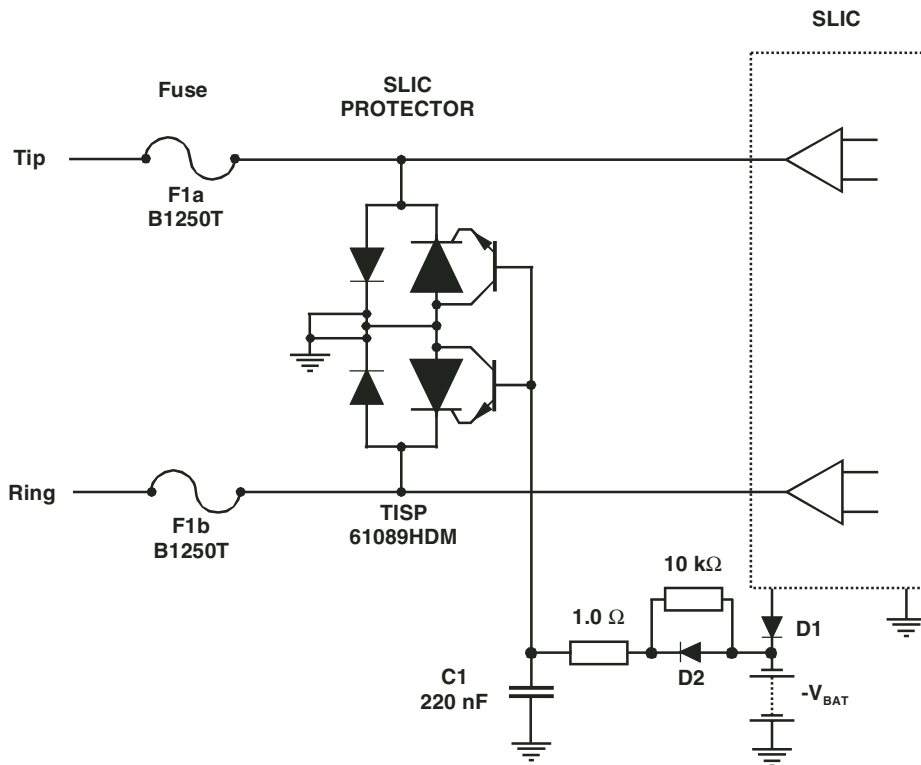 SLIC
Fuse
SLIC
PROTECTOR
Tip
F1a
B1250T
Ring
F1b
B1250T
TISP
61089HDM
10 kΩ
1.0 Ω
D1
D2
C1
220 nF
-VBAT